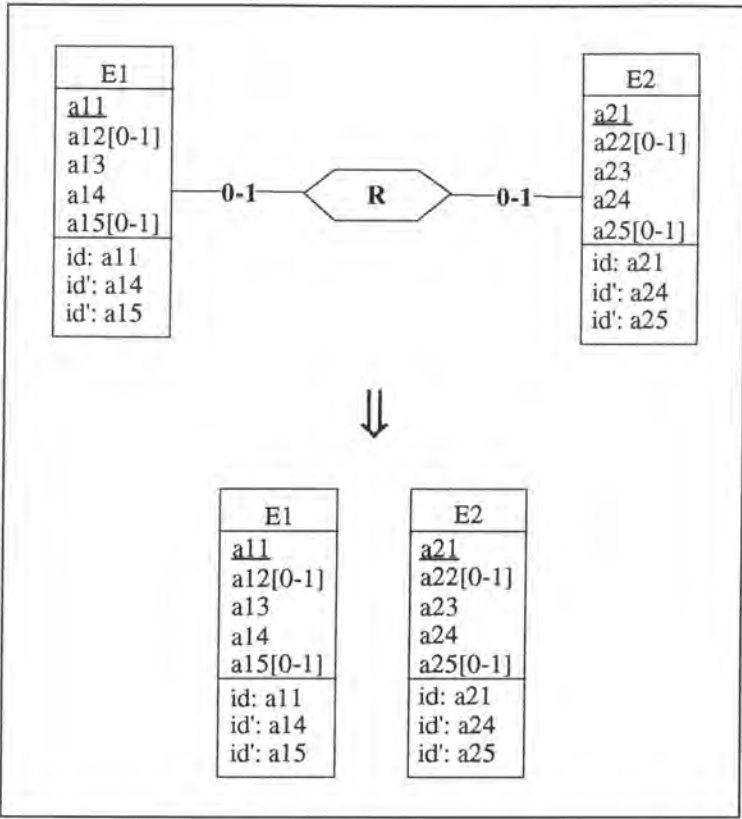 E1
a11
a12[0-1]
a13
a14
a15[0-1]
id: a11
id': a14
id': a15
0-1
R
0-1
E2
a21
a22[0-1]
a23
a24
a25[0-1]
id: a21
id': a24
id': a25
⇓
E1
a11
a12[0-1]
a13
a14
a15[0-1]
id: a11
id': a14
id': a15
E2
a21
a22[0-1]
a23
a24
a25[0-1]
id: a21
id': a24
id': a25